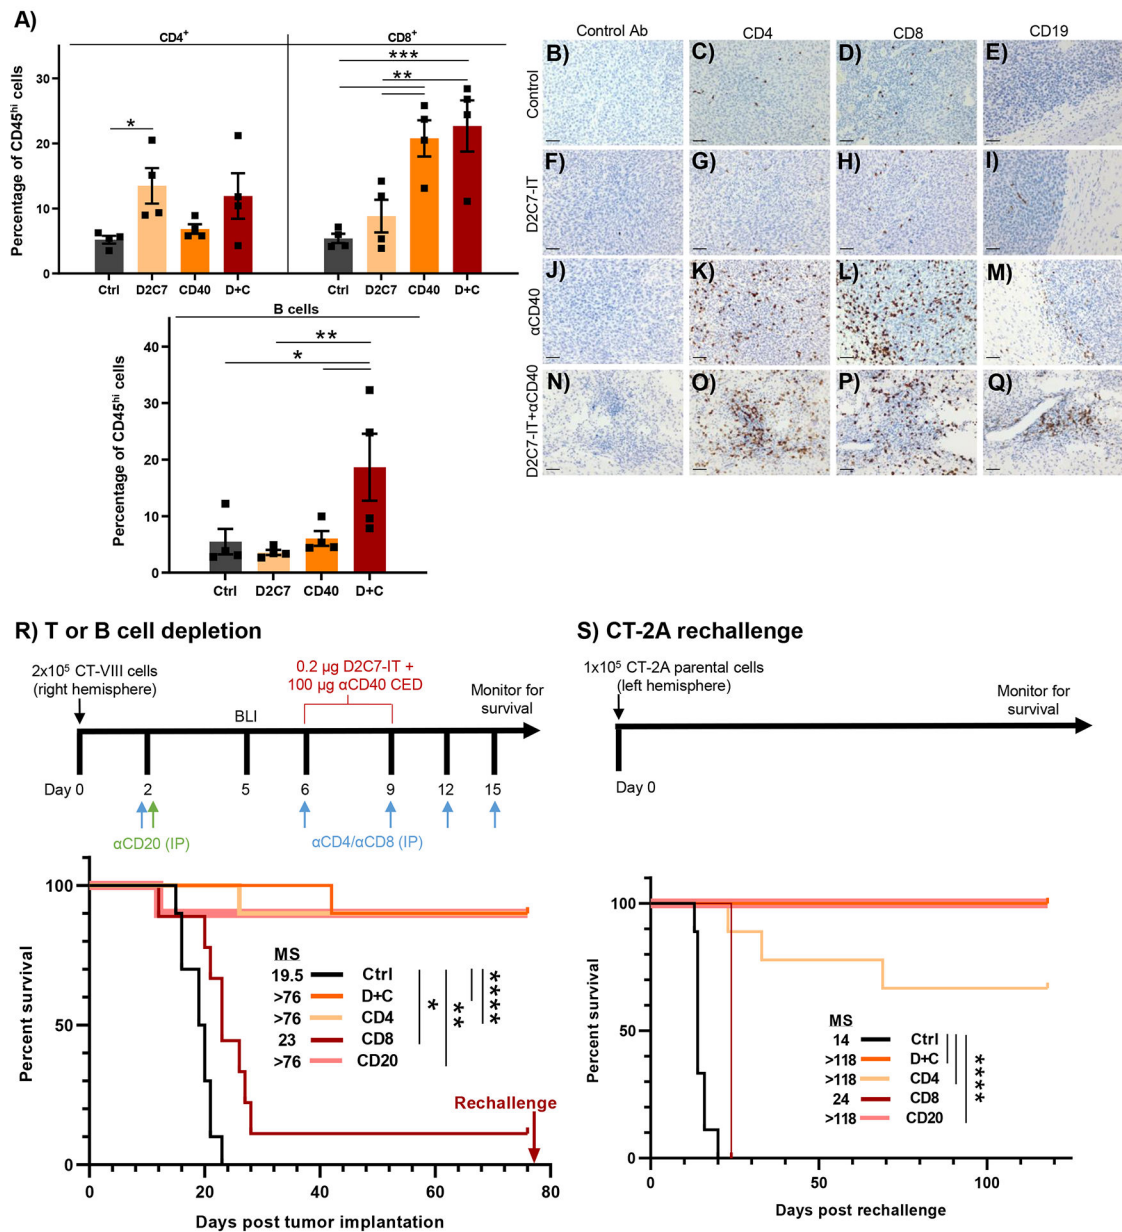 A)
CD4+
CD8+
Percentage of CD45hi cells
30
20
10
0
*
***
**
Ctrl D2C7 CD40 D+C
Ctrl D2C7 CD40 D+C
B cells
Percentage of CD45hi cells
40
30
20
10
0
**
*
Ctrl D2C7 CD40 D+C
Control Ab CD4 CD8 CD19
Control
B) C) D) E)
D2C7-IT
F) G) H) I)
αCD40
J) K) L) M)
D2C7-IT+αCD40
N) O) P) Q)
R) T or B cell depletion
2x10⁵ CT-VIII cells
(right hemisphere)
0.2 µg D2C7-IT +
100 µg αCD40 CED
BLI
Monitor for
survival
Day 0 2 5 6 9 12 15
αCD20 (IP)
αCD4/αCD8 (IP)
Percent survival
100
50
0
MS
19.5 Ctrl
>76 D+C
>76 CD4
23 CD8
>76 CD20
*
**
****
Rechallenge
0 20 40 60 80
Days post tumor implantation
S) CT-2A rechallenge
1x10⁵ CT-2A parental cells
(left hemisphere)
Monitor for
survival
Day 0
Percent survival
100
50
0
MS
14 Ctrl
>118 D+C
>118 CD4
24 CD8
>118 CD20
****
0 100
Days post rechallenge